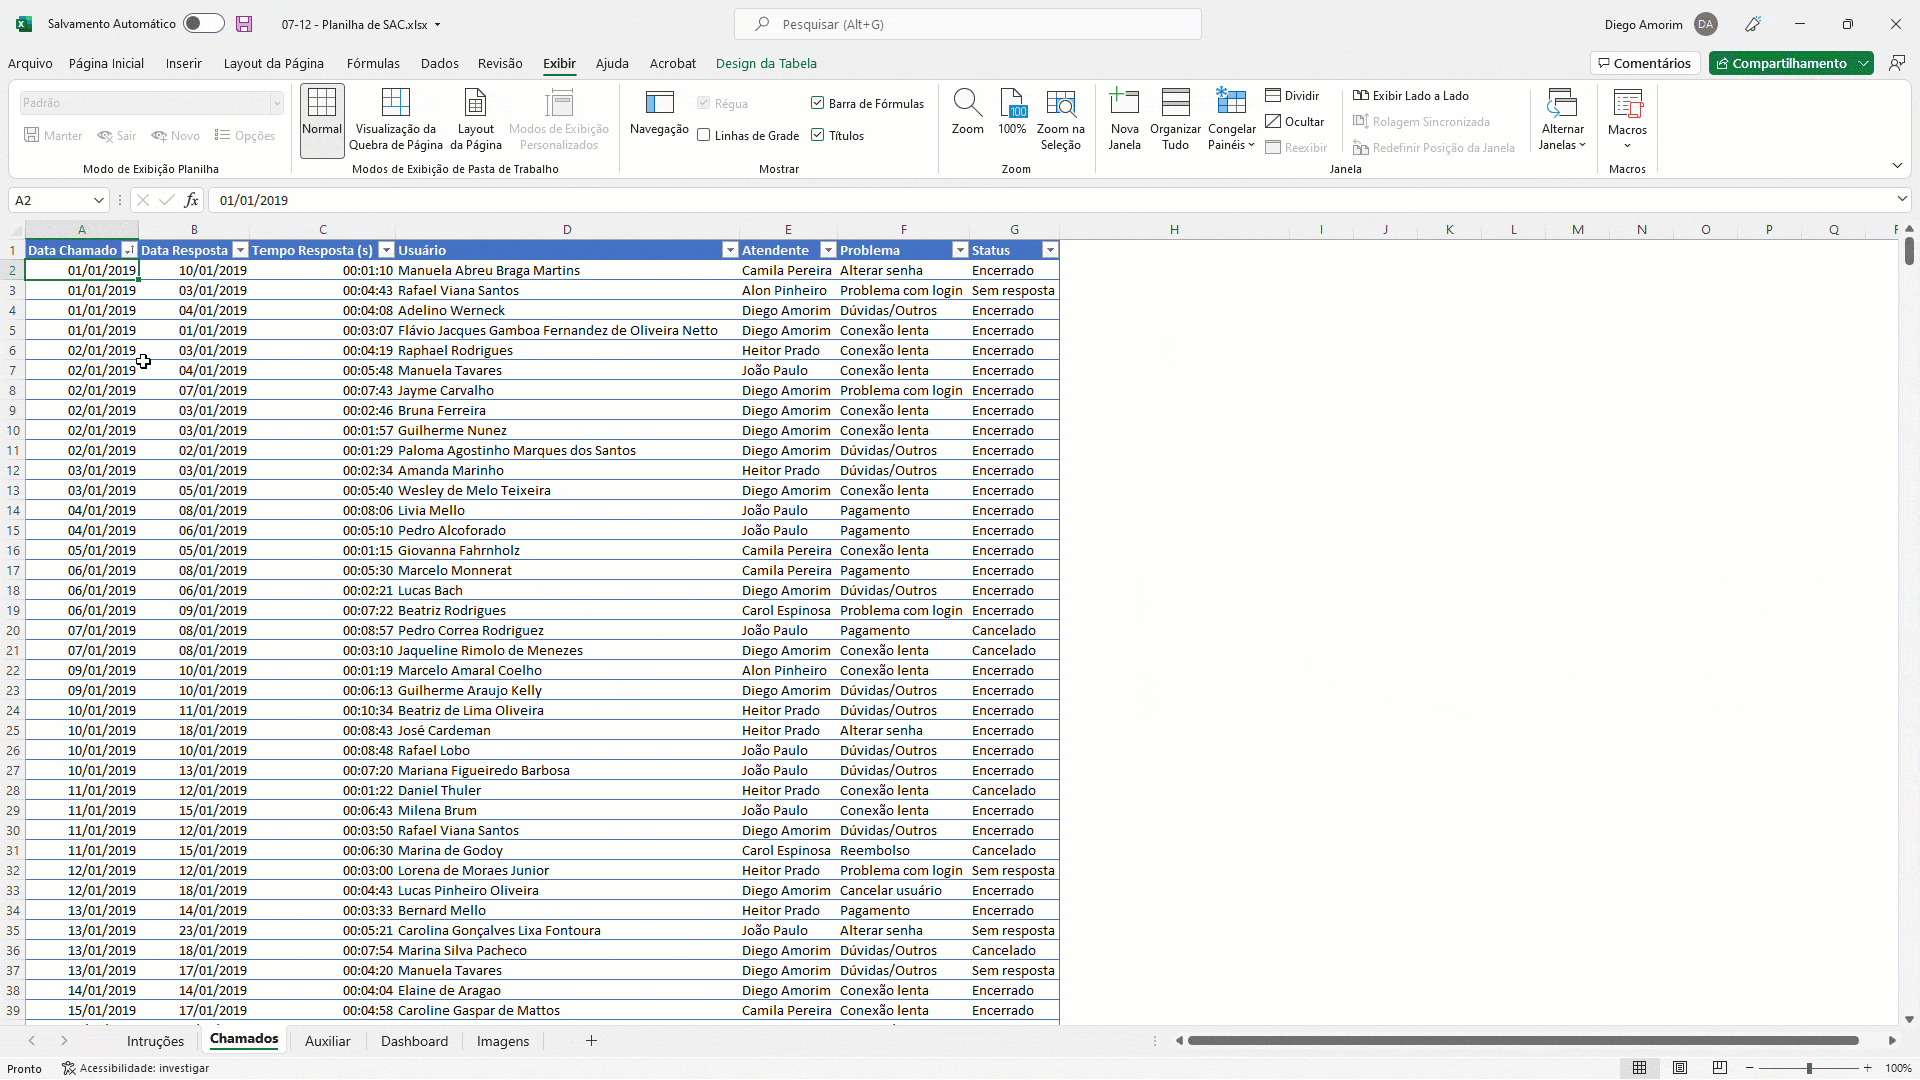 Salvamento Automático
07-12 - Planilha de SAC.xlsx
Pesquisar (Alt+G)
Diego Amorim DA
Arquivo Página Inicial Inserir Layout da Página Fórmulas Dados Revisão Exibir Ajuda Acrobat Design da Tabela
Comentários Compartilhamento
Padrão
Manter Sair Novo Opções
Modo de Exibição Planilha
Normal
Visualização da Quebra de Página
Layout da Página
Modos de Exibição Personalizados
Modos de Exibição de Pasta de Trabalho
Navegação
Régua
Linhas de Grade
Barra de Fórmulas
Títulos
Mostrar
Zoom
100
100%
Zoom na Seleção
Zoom
Nova Janela
Organizar Tudo
Congelar Painéis
Dividir
Ocultar
Reexibir
Exibir Lado a Lado
Rolagem Sincronizada
Redefinir Posição da Janela
Janela
Alternar Janelas
Macros
Macros
A2 fx 01/01/2019
A B C D E F G H I J K L M N O P Q
1 Data Chamado Data Resposta Tempo Resposta (s) Usuário Atendente Problema Status
2 01/01/2019 10/01/2019 00:01:10 Manuela Abreu Braga Martins Camila Pereira Alterar senha Encerrado
3 01/01/2019 03/01/2019 00:04:43 Rafael Viana Santos Alon Pinheiro Problema com login Sem resposta
4 01/01/2019 04/01/2019 00:04:08 Adelino Werneck Diego Amorim Dúvidas/Outros Encerrado
5 01/01/2019 01/01/2019 00:03:07 Flávio Jacques Gamboa Fernandez de Oliveira Netto Diego Amorim Conexão lenta Encerrado
6 02/01/2019 03/01/2019 00:04:19 Raphael Rodrigues Heitor Prado Conexão lenta Encerrado
7 02/01/2019 04/01/2019 00:05:48 Manuela Tavares João Paulo Conexão lenta Encerrado
8 02/01/2019 07/01/2019 00:07:43 Jayme Carvalho Diego Amorim Problema com login Encerrado
9 02/01/2019 03/01/2019 00:02:46 Bruna Ferreira Diego Amorim Conexão lenta Encerrado
10 02/01/2019 03/01/2019 00:01:57 Guilherme Nunez Diego Amorim Conexão lenta Encerrado
11 02/01/2019 02/01/2019 00:01:29 Paloma Agostinho Marques dos Santos Diego Amorim Dúvidas/Outros Encerrado
12 03/01/2019 03/01/2019 00:02:34 Amanda Marinho Heitor Prado Dúvidas/Outros Encerrado
13 03/01/2019 05/01/2019 00:05:40 Wesley de Melo Teixeira Diego Amorim Conexão lenta Encerrado
14 04/01/2019 08/01/2019 00:08:06 Livia Mello João Paulo Pagamento Encerrado
15 04/01/2019 06/01/2019 00:05:10 Pedro Alcoforado João Paulo Pagamento Encerrado
16 05/01/2019 05/01/2019 00:01:15 Giovanna Fahrnholz Camila Pereira Conexão lenta Encerrado
17 06/01/2019 08/01/2019 00:05:30 Marcelo Monnerat Camila Pereira Pagamento Encerrado
18 06/01/2019 06/01/2019 00:02:21 Lucas Bach Diego Amorim Dúvidas/Outros Encerrado
19 06/01/2019 09/01/2019 00:07:22 Beatriz Rodrigues Carol Espinosa Problema com login Encerrado
20 07/01/2019 08/01/2019 00:08:57 Pedro Correa Rodriguez João Paulo Pagamento Cancelado
21 07/01/2019 08/01/2019 00:03:10 Jaqueline Rimolo de Menezes Diego Amorim Conexão lenta Cancelado
22 09/01/2019 10/01/2019 00:01:19 Marcelo Amaral Coelho Alon Pinheiro Conexão lenta Encerrado
23 09/01/2019 10/01/2019 00:06:13 Guilherme Araujo Kelly Diego Amorim Dúvidas/Outros Encerrado
24 10/01/2019 11/01/2019 00:10:34 Beatriz de Lima Oliveira Heitor Prado Dúvidas/Outros Encerrado
25 10/01/2019 18/01/2019 00:08:43 José Cardeman Heitor Prado Alterar senha Encerrado
26 10/01/2019 10/01/2019 00:08:48 Rafael Lobo João Paulo Dúvidas/Outros Encerrado
27 10/01/2019 13/01/2019 00:07:20 Mariana Figueiredo Barbosa João Paulo Dúvidas/Outros Encerrado
28 11/01/2019 12/01/2019 00:01:22 Daniel Thuler Heitor Prado Conexão lenta Cancelado
29 11/01/2019 15/01/2019 00:06:43 Milena Brum João Paulo Conexão lenta Encerrado
30 11/01/2019 12/01/2019 00:03:50 Rafael Viana Santos Diego Amorim Dúvidas/Outros Encerrado
31 11/01/2019 15/01/2019 00:06:30 Marina de Godoy Carol Espinosa Reembolso Cancelado
32 12/01/2019 12/01/2019 00:03:00 Lorena de Moraes Junior Heitor Prado Problema com login Sem resposta
33 12/01/2019 18/01/2019 00:04:43 Lucas Pinheiro Oliveira Diego Amorim Cancelar usuário Encerrado
34 13/01/2019 14/01/2019 00:03:33 Bernard Mello Heitor Prado Pagamento Encerrado
35 13/01/2019 23/01/2019 00:05:21 Carolina Gonçalves Lixa Fontoura João Paulo Alterar senha Sem resposta
36 13/01/2019 18/01/2019 00:07:54 Marina Silva Pacheco Diego Amorim Dúvidas/Outros Cancelado
37 13/01/2019 17/01/2019 00:04:20 Manuela Tavares Diego Amorim Dúvidas/Outros Sem resposta
38 14/01/2019 14/01/2019 00:04:04 Elaine de Aragao Diego Amorim Conexão lenta Encerrado
39 15/01/2019 17/01/2019 00:04:58 Caroline Gaspar de Mattos Camila Pereira Conexão lenta Encerrado
Intruções Chamados Auxiliar Dashboard Imagens
Pronto Acessibilidade: investigar 100%